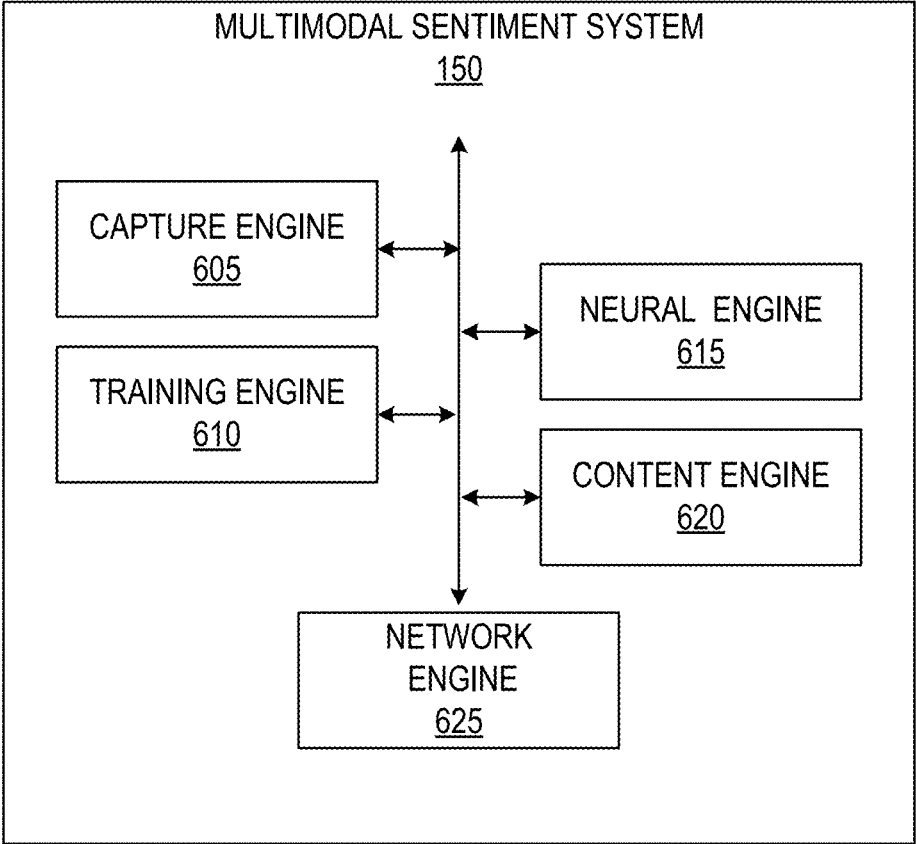 MULTIMODAL SENTIMENT SYSTEM
150
CAPTURE ENGINE
605
NEURAL ENGINE
615
TRAINING ENGINE
610
CONTENT ENGINE
620
NETWORK
ENGINE
625